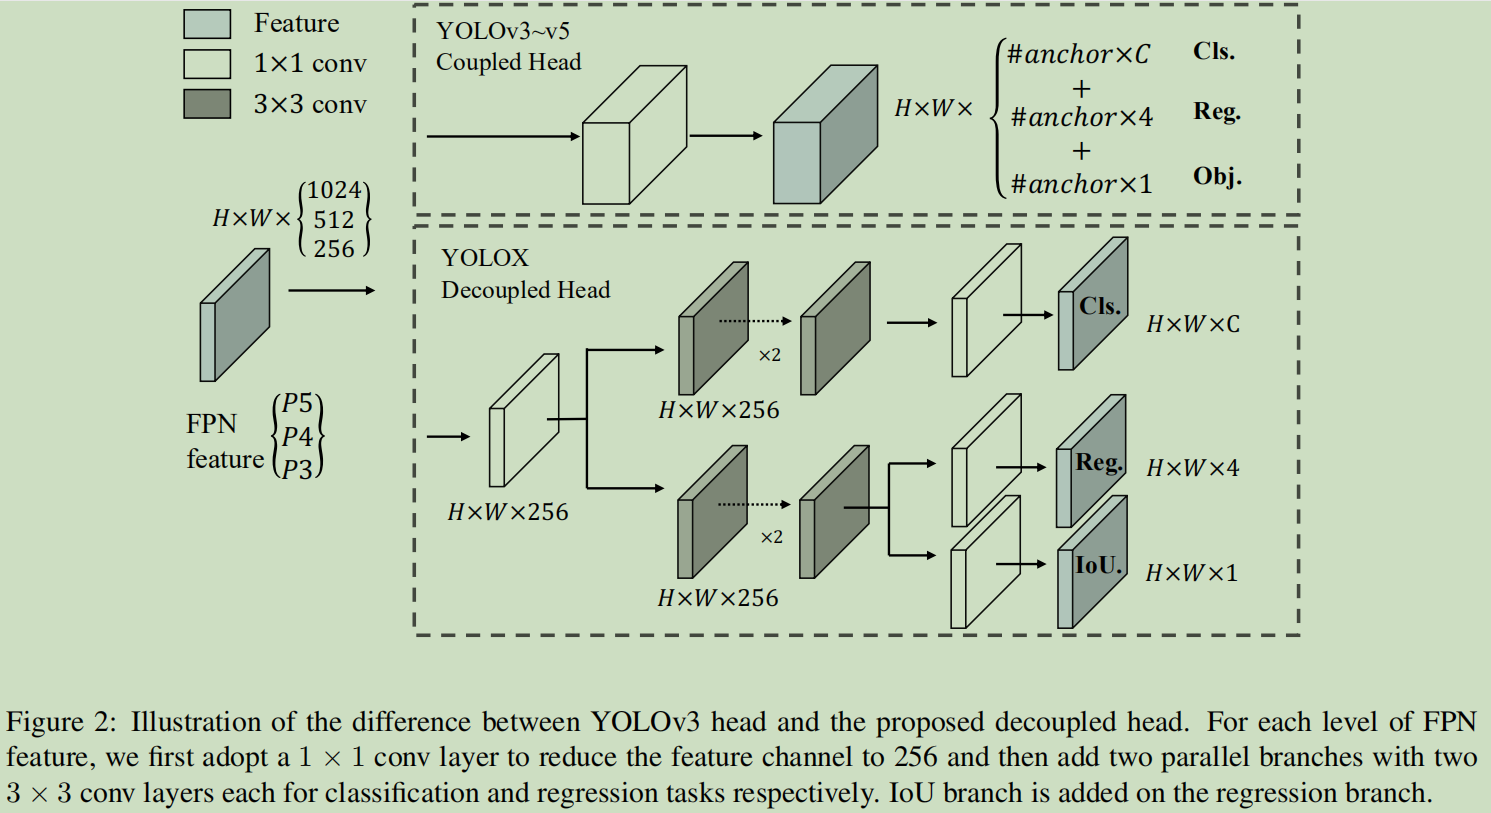 Feature
1×1 conv
3×3 conv
YOLOv3~v5
Coupled Head
H×W×
#anchor×C Cls.
+
#anchor×4 Reg.
+
#anchor×1 Obj.
H×W×
1024
512
256
FPN
feature
P5
P4
P3
YOLOX
Decoupled Head
H×W×256
×2
H×W×256
Cls.
H×W×C
×2
H×W×256
Reg.
H×W×4
IoU.
H×W×1
Figure 2: Illustration of the difference between YOLOv3 head and the proposed decoupled head. For each level of FPN
feature, we first adopt a 1 × 1 conv layer to reduce the feature channel to 256 and then add two parallel branches with two
3 × 3 conv layers each for classification and regression tasks respectively. IoU branch is added on the regression branch.